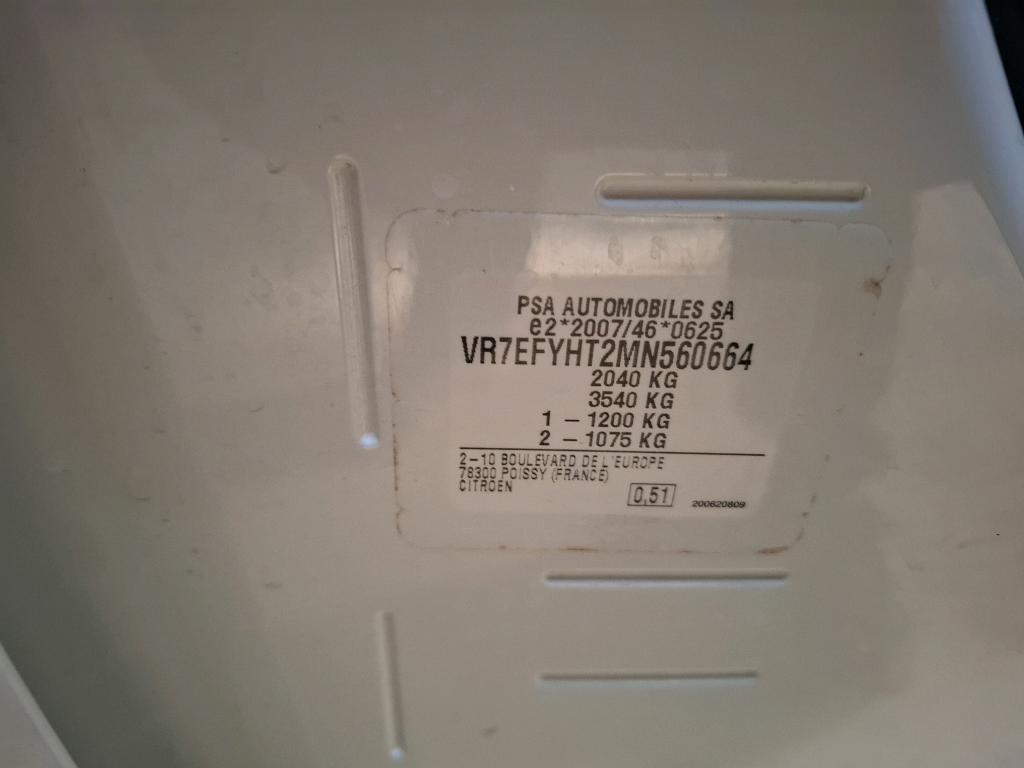 PSA AUTOMOBILES SA
e2*2007/46*0625
VR7EFYHT2MN560664
2040 KG
3540 KG
1 – 1200 KG
2 – 1075 KG
2–10 BOULEVARD DE L'EUROPE
78300 POISSY (FRANCE)
CITROEN
0,51
200620809